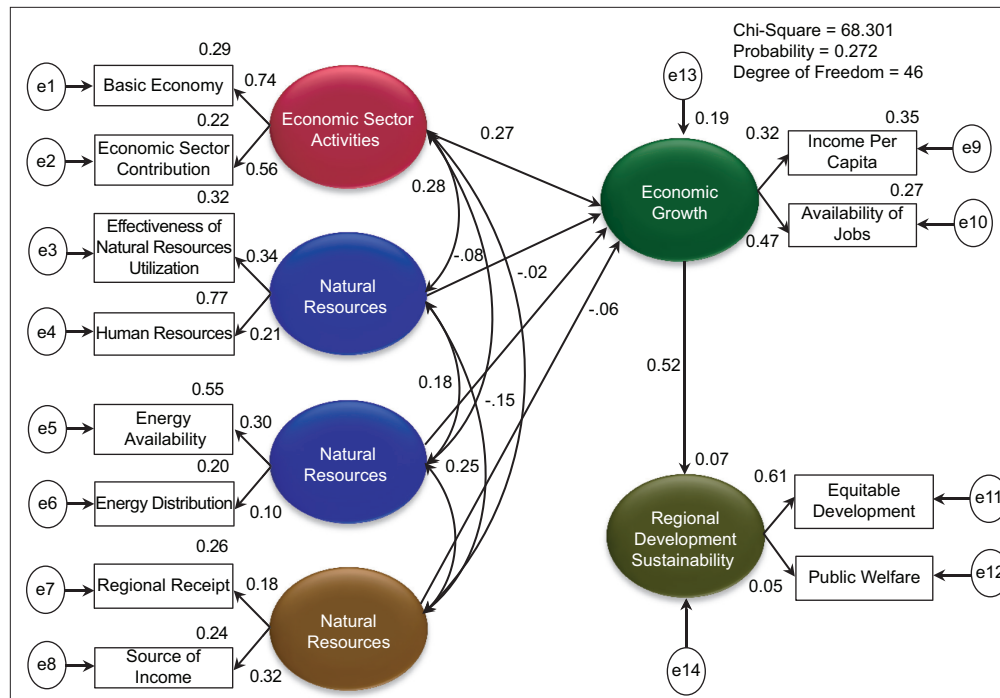 Chi-Square = 68.301
Probability = 0.272
Degree of Freedom = 46
0.29
e1
Basic Economy
0.74
0.22
e2
Economic Sector
Contribution
0.56
Economic Sector
Activities
0.32
e3
Effectiveness of
Natural Resources
Utilization
0.34
0.77
e4
Human Resources
0.21
Natural
Resources
0.55
e5
Energy
Availability
0.30
0.20
e6
Energy Distribution
0.10
Natural
Resources
0.26
e7
Regional Receipt
0.18
0.24
e8
Source of
Income
0.32
Natural
Resources
0.27
0.28
-.08
-.02
-.06
0.18
-.15
0.25
e13
0.19
Economic
Growth
0.32
0.35
Income Per
Capita
e9
0.27
Availability of
Jobs
e10
0.47
0.52
0.07
Regional
Development
Sustainability
0.61
Equitable
Development
e11
Public Welfare
e12
0.05
e14